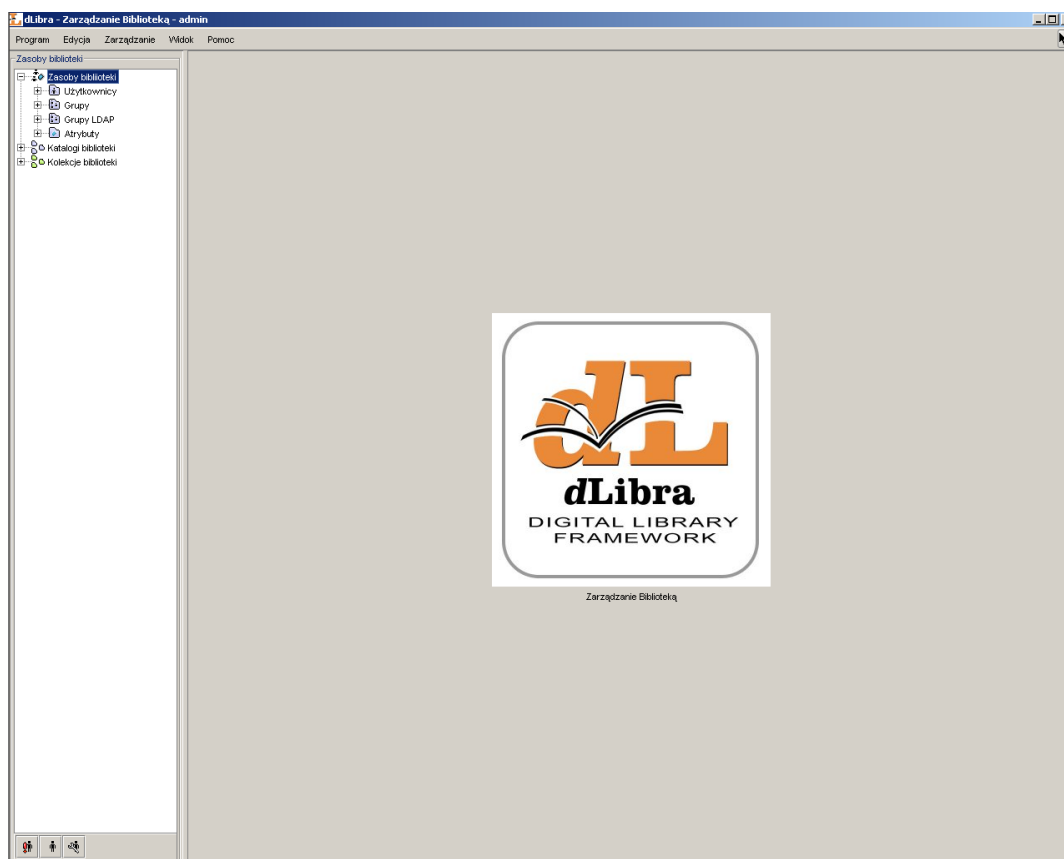 dLibra - Zarządzanie Biblioteką - admin
Program Edycja Zarządzanie Widok Pomoc
Zasoby biblioteki
Zasoby biblioteki
Użytkownicy
Grupy
Grupy LDAP
Atrybuty
Katalogi biblioteki
Kolekcje biblioteki
dL
dLibra
DIGITAL LIBRARY
FRAMEWORK
Zarządzanie Biblioteką